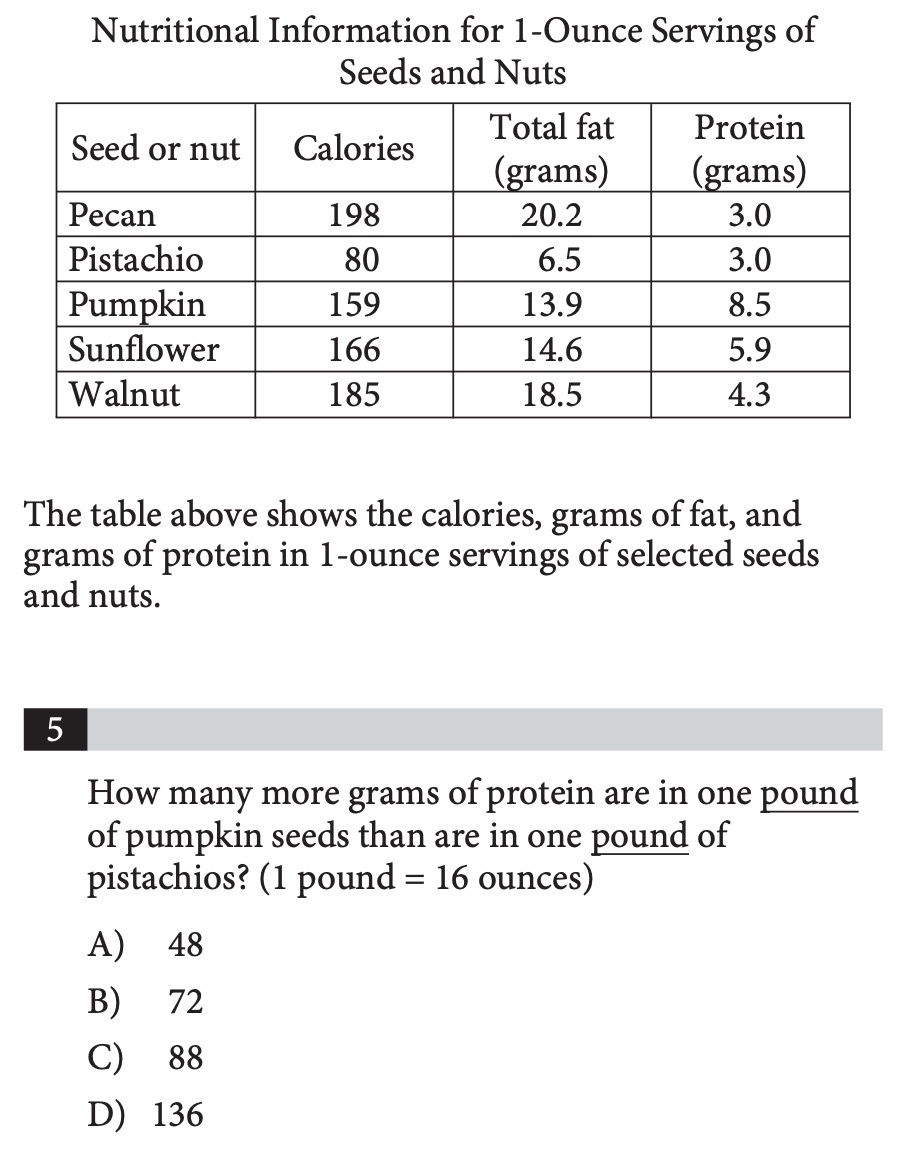 Nutritional Information for 1-Ounce Servings of
Seeds and Nuts
Seed or nut Calories Total fat (grams) Protein (grams)
Pecan 198 20.2 3.0
Pistachio 80 6.5 3.0
Pumpkin 159 13.9 8.5
Sunflower 166 14.6 5.9
Walnut 185 18.5 4.3
The table above shows the calories, grams of fat, and
grams of protein in 1-ounce servings of selected seeds
and nuts.
5
How many more grams of protein are in one pound
of pumpkin seeds than are in one pound of
pistachios? (1 pound = 16 ounces)
A) 48
B) 72
C) 88
D) 136